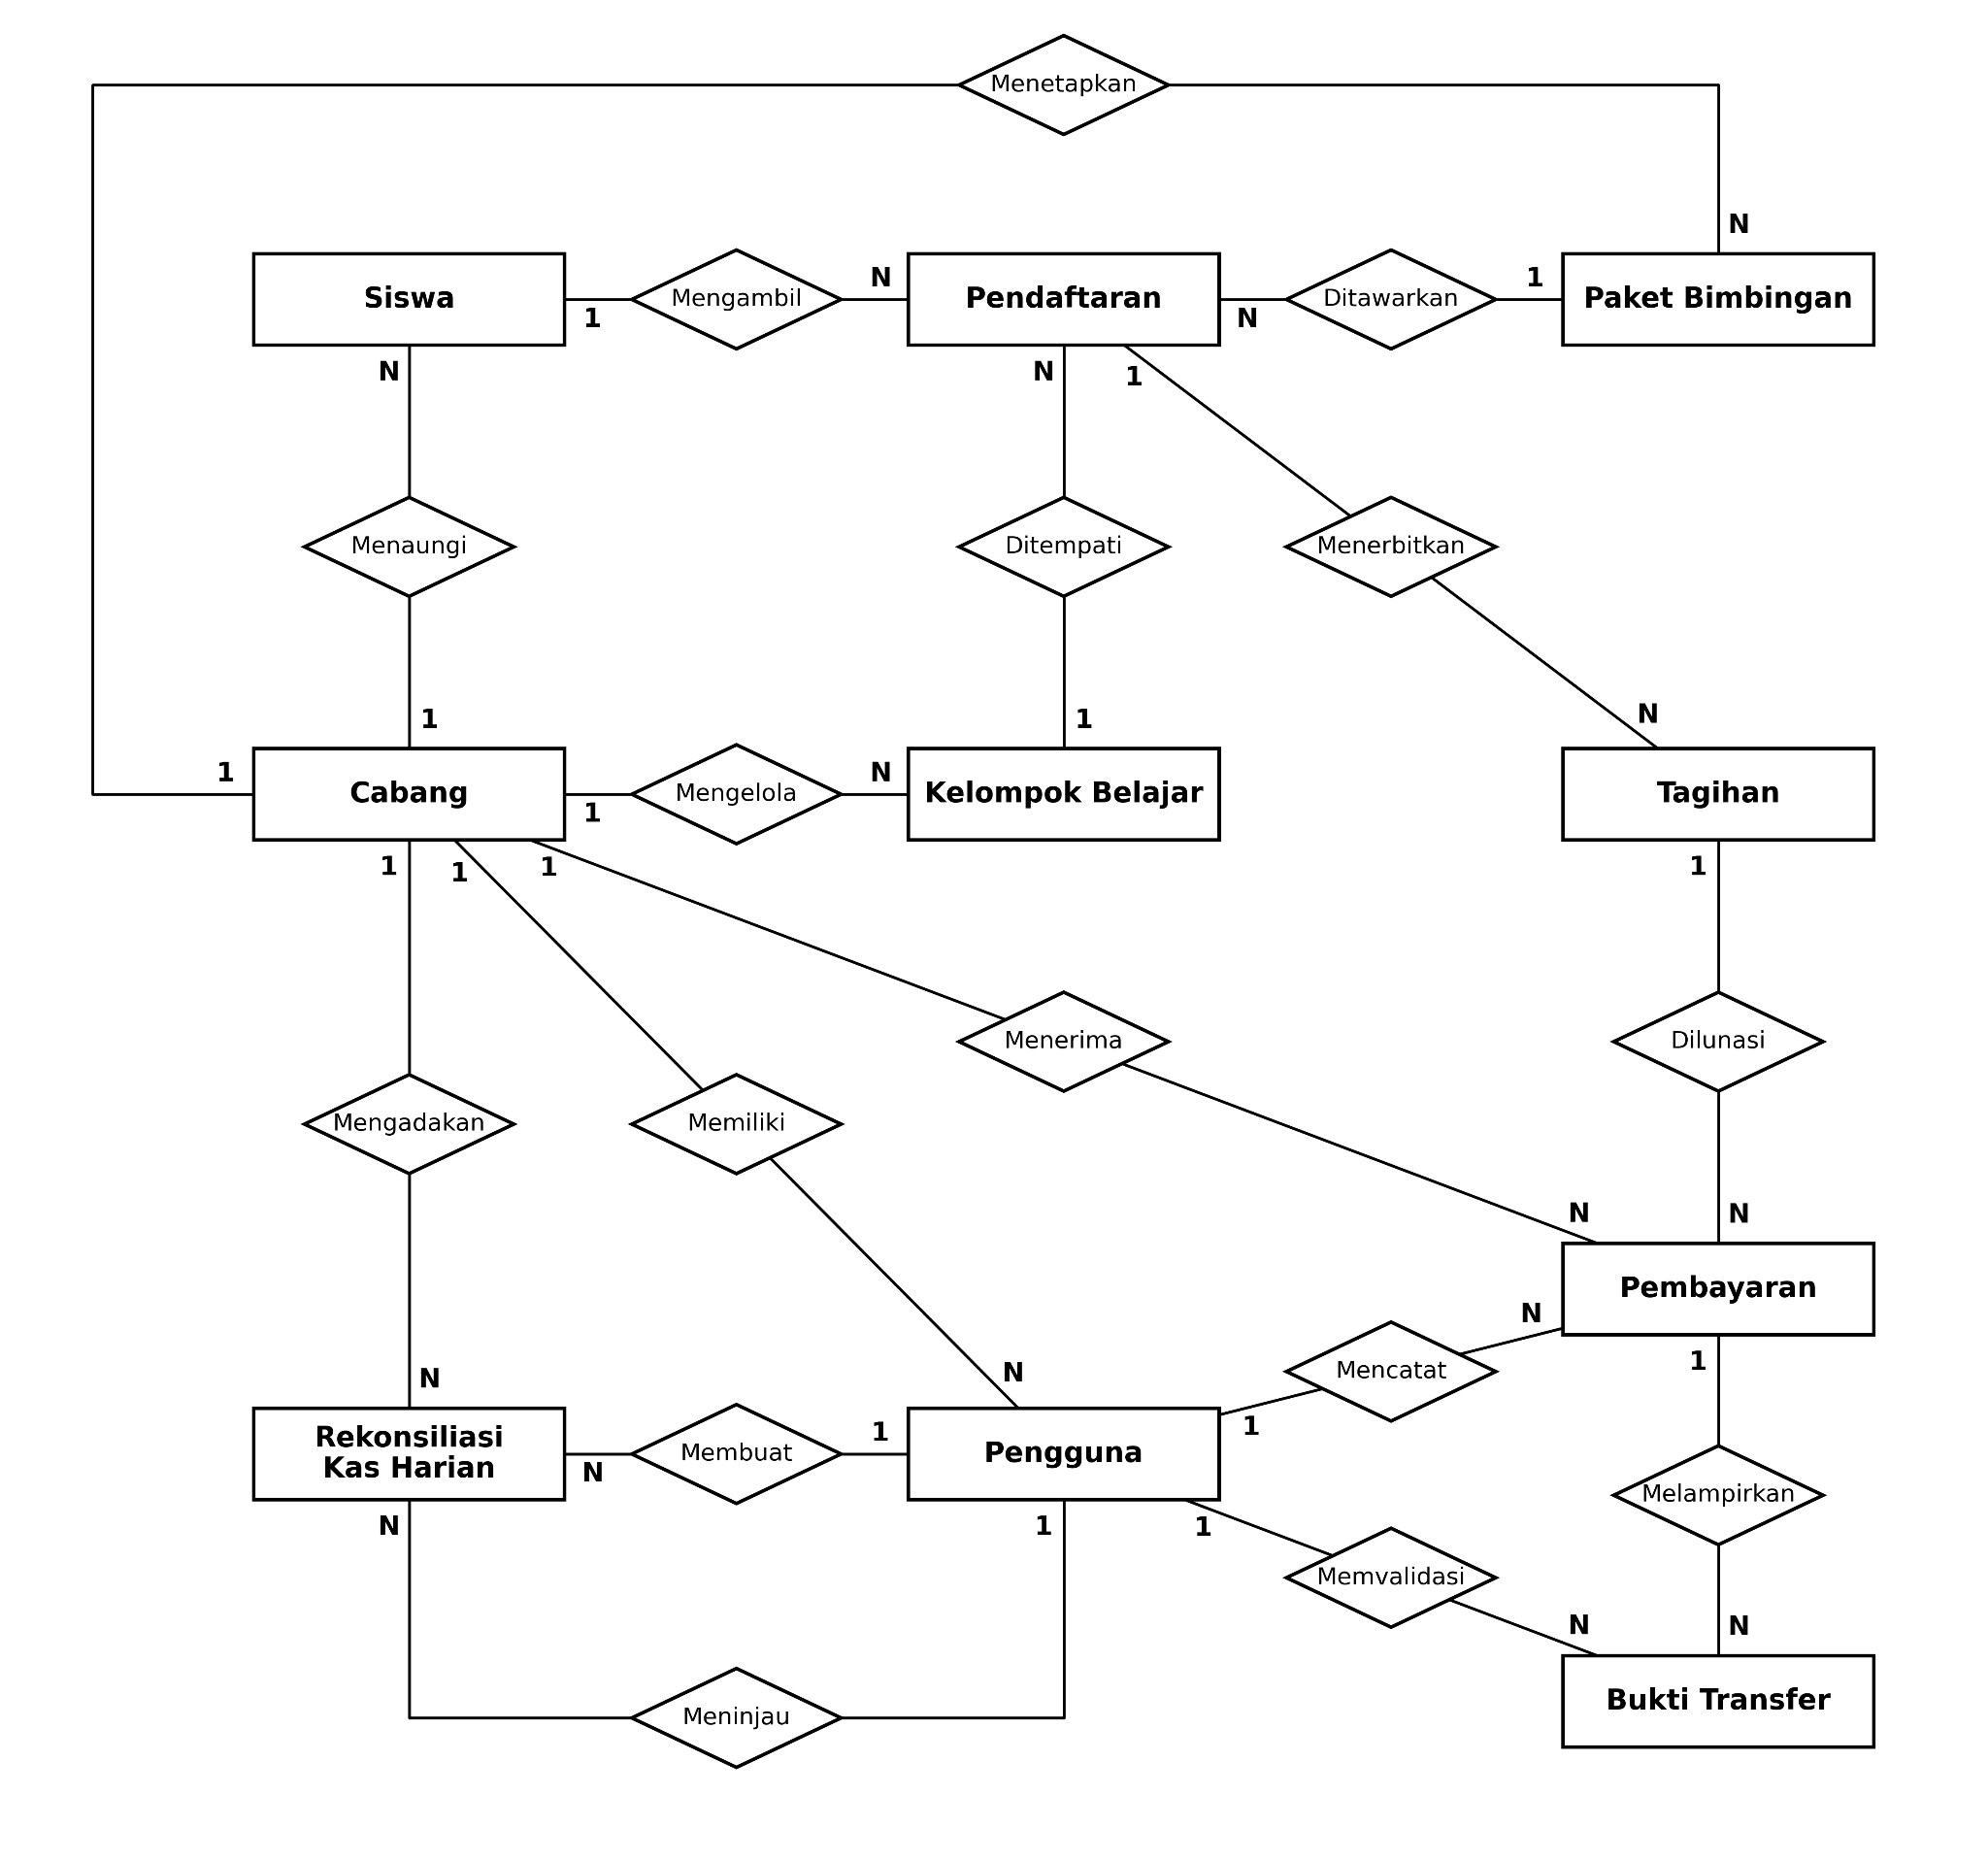 Menetapkan
N
Siswa
1
Mengambil
N
Pendaftaran
N
Ditawarkan
1
Paket Bimbingan
N
N
1
Menaungi
Ditempati
Menerbitkan
1
1
N
1
Cabang
1
Mengelola
N
Kelompok Belajar
Tagihan
1
1
1
1
Menerima
Dilunasi
Mengadakan
Memiliki
N
N
N
N
Pembayaran
N
Mencatat
1
1
Rekonsiliasi
Kas Harian
N
Membuat
1
Pengguna
Melampirkan
N
1
1
Memvalidasi
N
N
Meninjau
Bukti Transfer